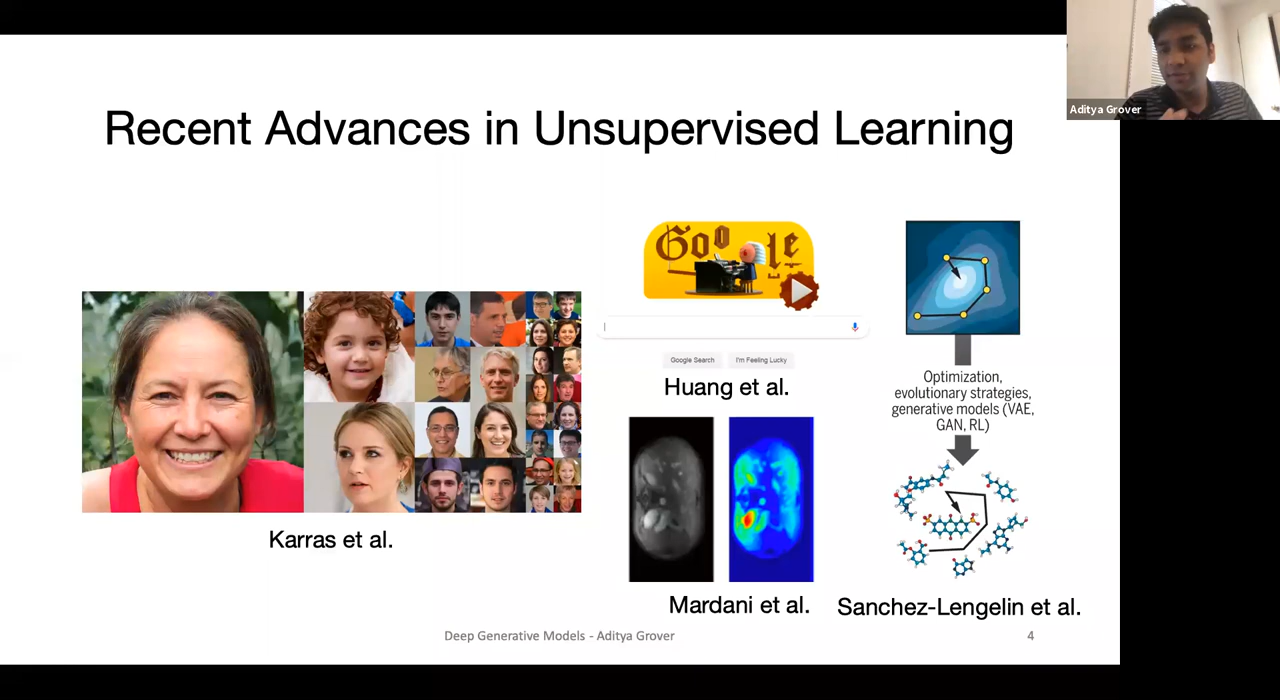 Aditya Grover
Recent Advances in Unsupervised Learning
Google
Google Search
I'm Feeling Lucky
Huang et al.
Karras et al.
Mardani et al.
Optimization,
evolutionary strategies,
generative models (VAE,
GAN, RL)
Sanchez-Lengelin et al.
Deep Generative Models - Aditya Grover
4